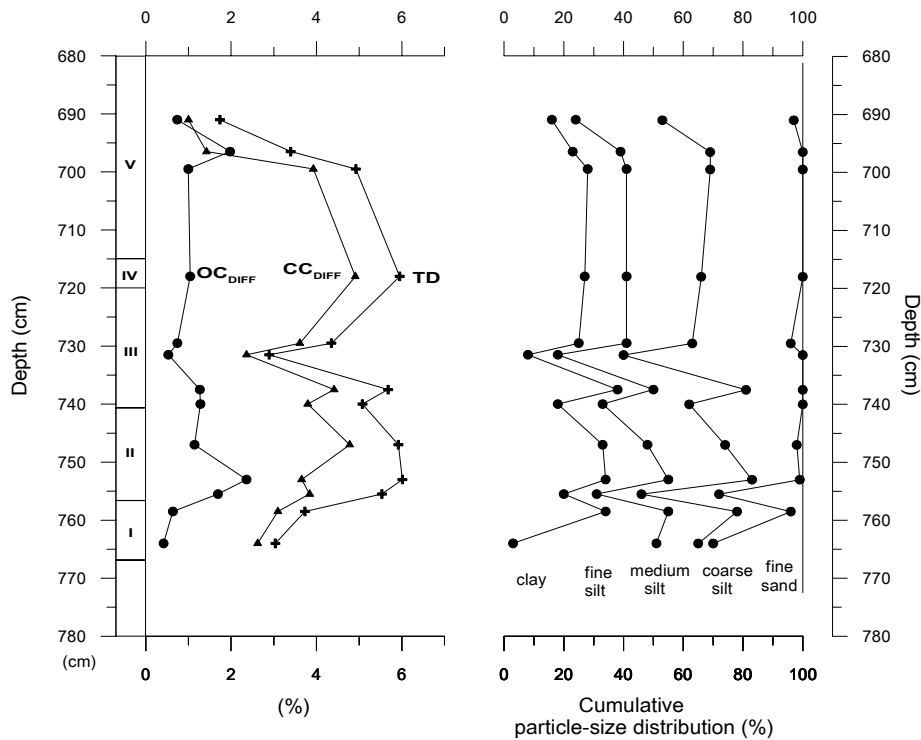 0 2 4 6 0 20 40 60 80 100
680 680
690 690
V
700 700
710 710
IV OC_DIFF CC_DIFF TD
720 720
Depth (cm) Depth (cm)
730 730
III
740 740
II
750 750
760 760
I
clay fine silt medium silt coarse silt fine sand
770 770
780 780
(cm) 0 2 4 6 0 20 40 60 80 100
(%) Cumulative
particle-size distribution (%)